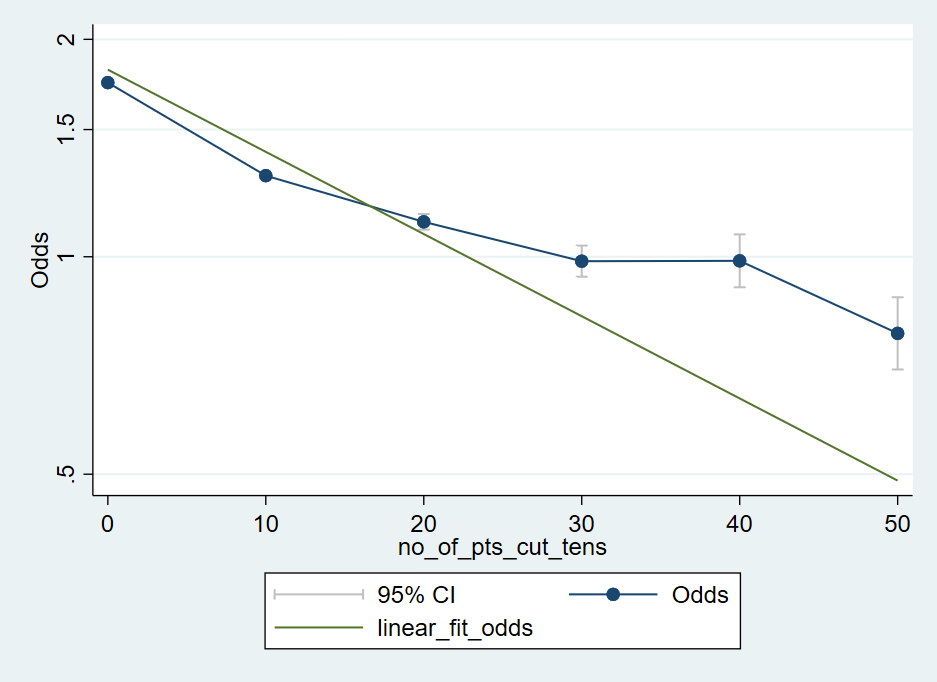 2
1.5
1
.5
Odds
0 10 20 30 40 50
no_of_pts_cut_tens
95% CI Odds
linear_fit_odds